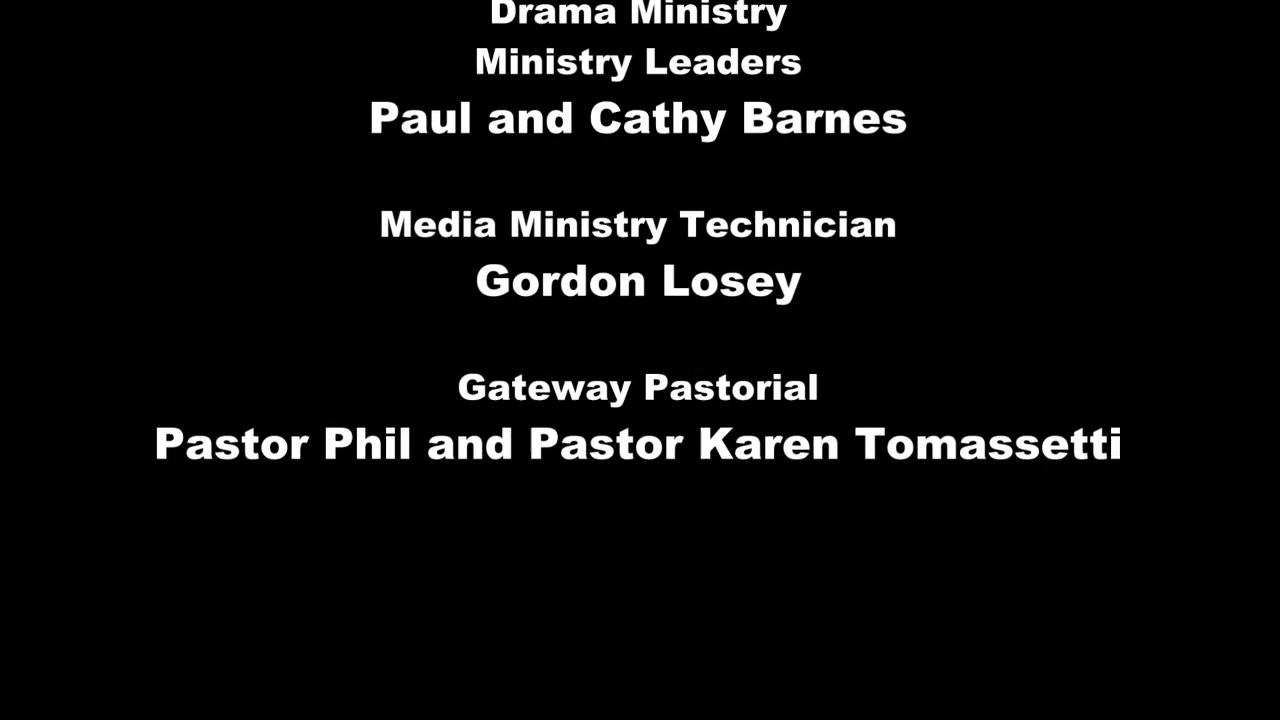 Drama Ministry
Ministry Leaders
Paul and Cathy Barnes
Media Ministry Technician
Gordon Losey
Gateway Pastorial
Pastor Phil and Pastor Karen Tomassetti